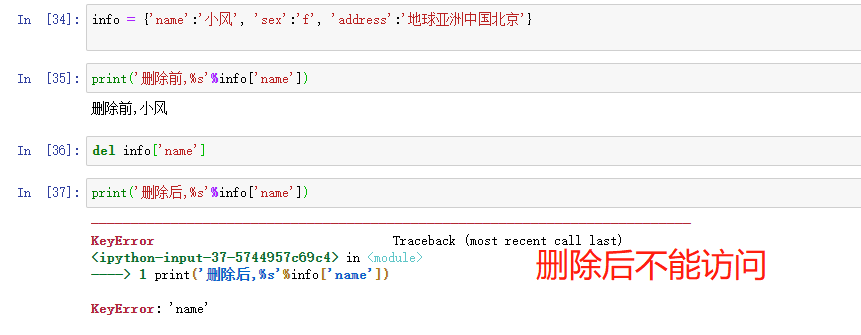 In [34]: info = {'name':'小风', 'sex':'f', 'address':'地球亚洲中国北京'}
In [35]: print('删除前,%s'%info['name'])
删除前,小风
In [36]: del info['name']
In [37]: print('删除后,%s'%info['name'])
KeyError Traceback (most recent call last)
<ipython-input-37-5744957c69c4> in <module>
----> 1 print('删除后,%s'%info['name'])
删除后不能访问
KeyError: 'name'